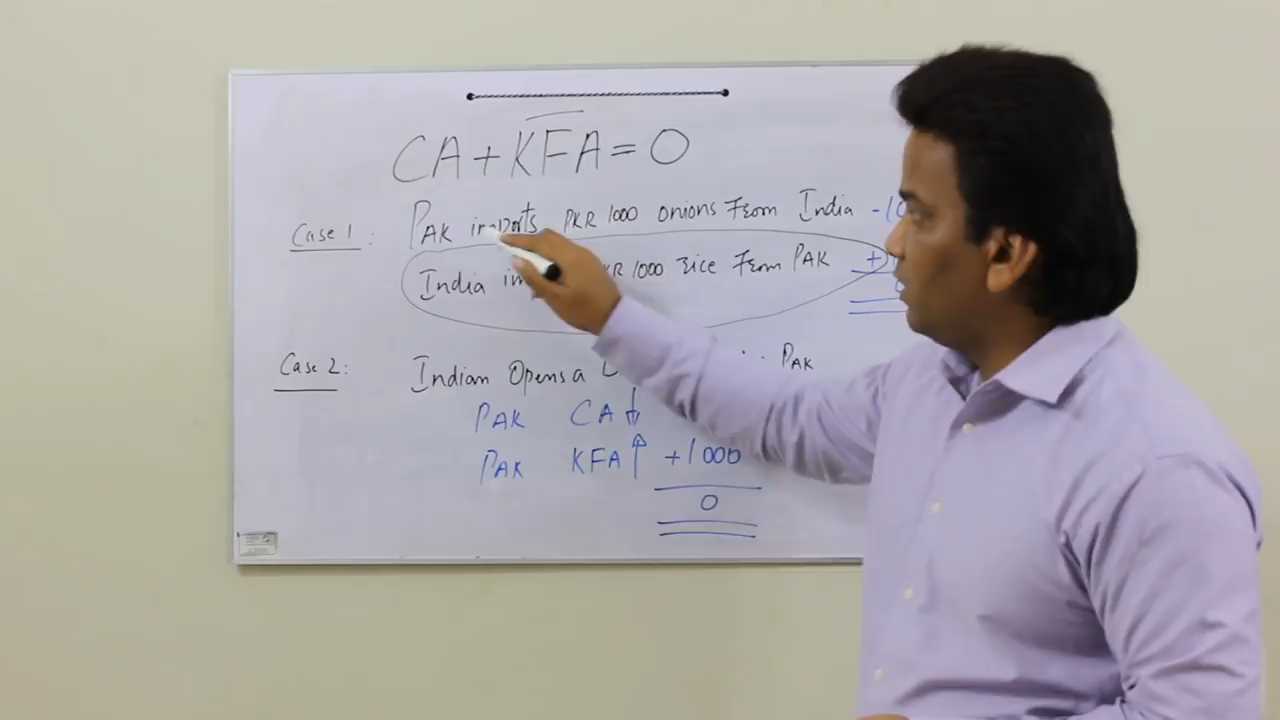 CA + KFA = 0
Case 1: PAK imports PKR 1000 onions From India
India 1000 rice From PAK
Case 2: Indian Opens a PAK
PAK CA ↓
PAK KFA ↑ +1000
0